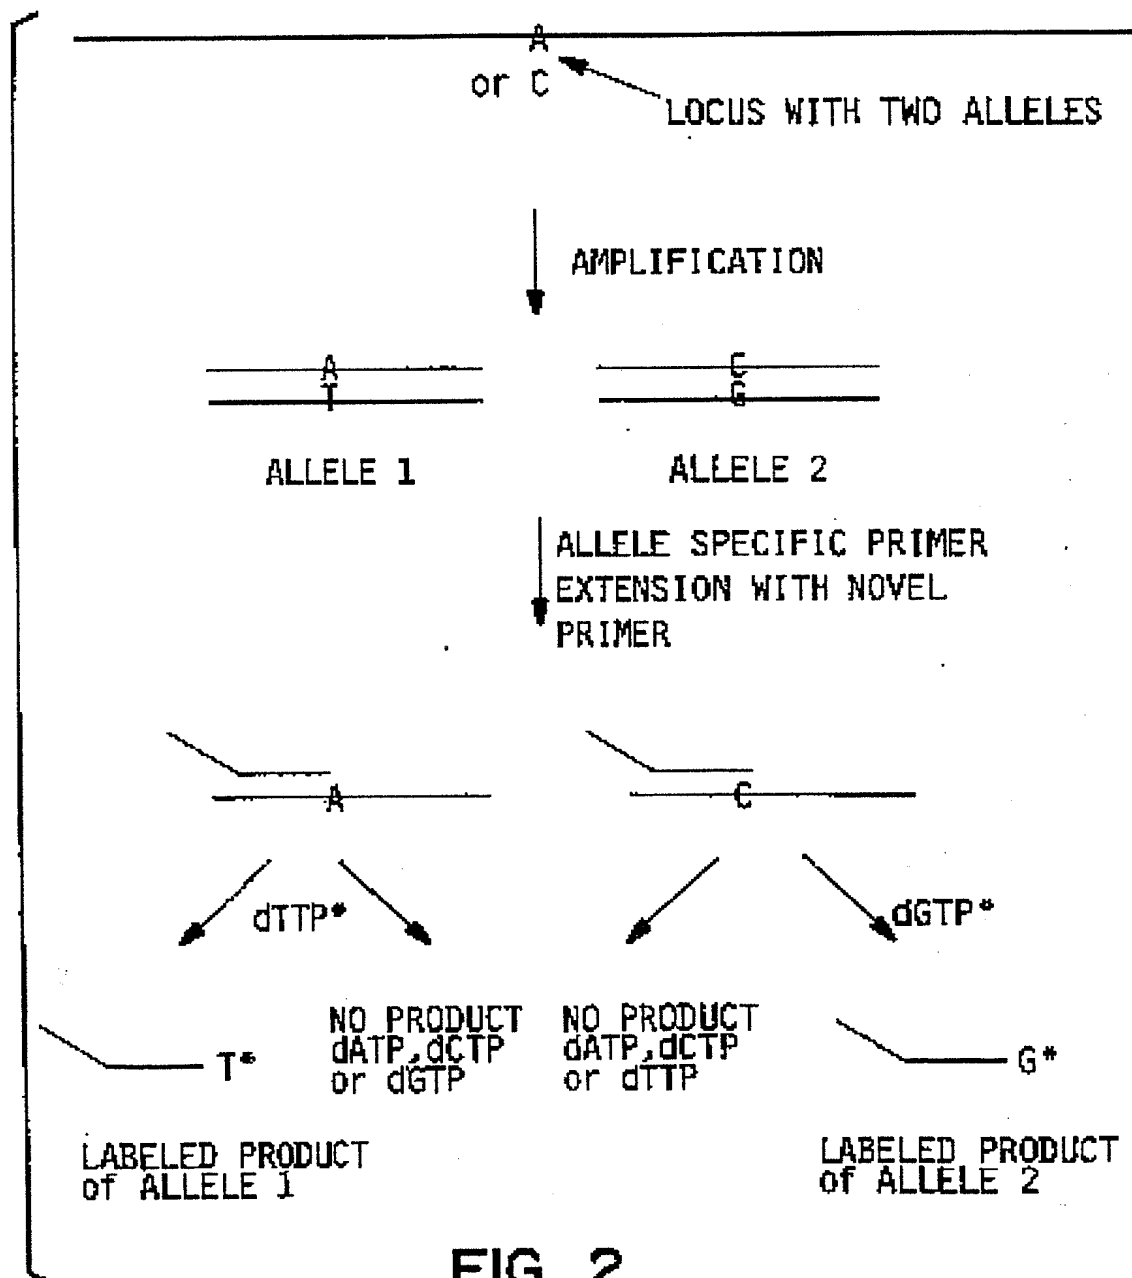 A
or C
LOCUS WITH TWO ALLELES
AMPLIFICATION
A
T
C
G
ALLELE 1
ALLELE 2
ALLELE SPECIFIC PRIMER
EXTENSION WITH NOVEL
PRIMER
A
C
dTTP*
dGTP*
T*
NO PRODUCT
dATP,dCTP
or dGTP
NO PRODUCT
dATP,dCTP
or dTTP
G*
LABELED PRODUCT
of ALLELE 1
LABELED PRODUCT
of ALLELE 2
FIG. 2